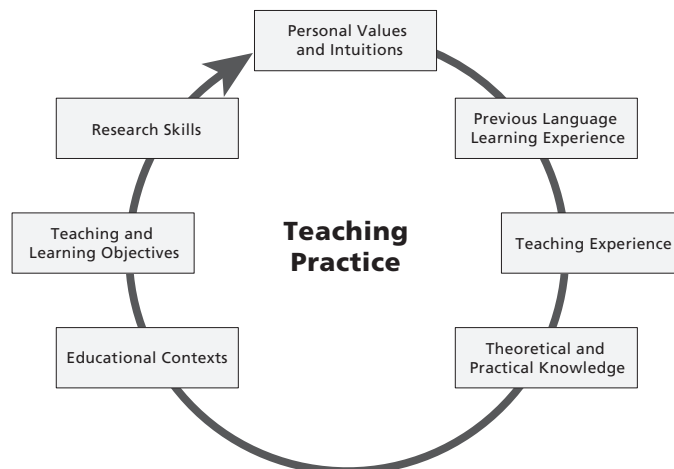 Personal Values
and Intuitions
Previous Language
Learning Experience
Teaching Experience
Theoretical and
Practical Knowledge
Educational Contexts
Teaching and
Learning Objectives
Research Skills
Teaching
Practice